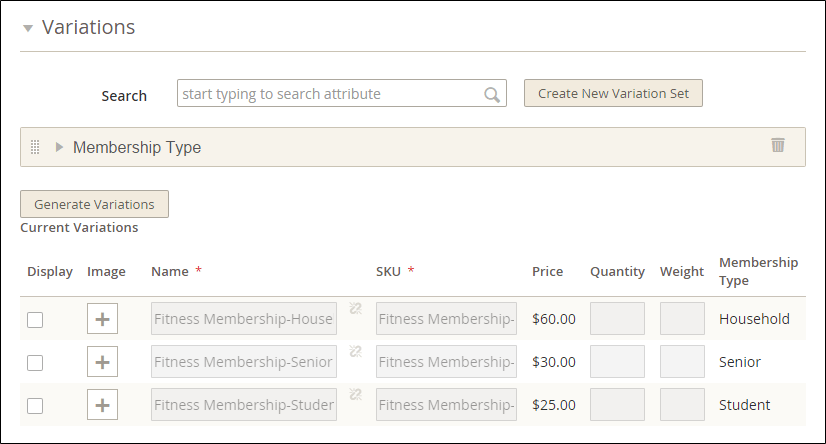 Variations
Search start typing to search attribute Create New Variation Set
Membership Type
Generate Variations
Current Variations
Display Image Name * SKU * Price Quantity Weight Membership Type
Fitness Membership-House Fitness Membership- $60.00 Household
Fitness Membership-Senior Fitness Membership- $30.00 Senior
Fitness Membership-Studer Fitness Membership- $25.00 Student